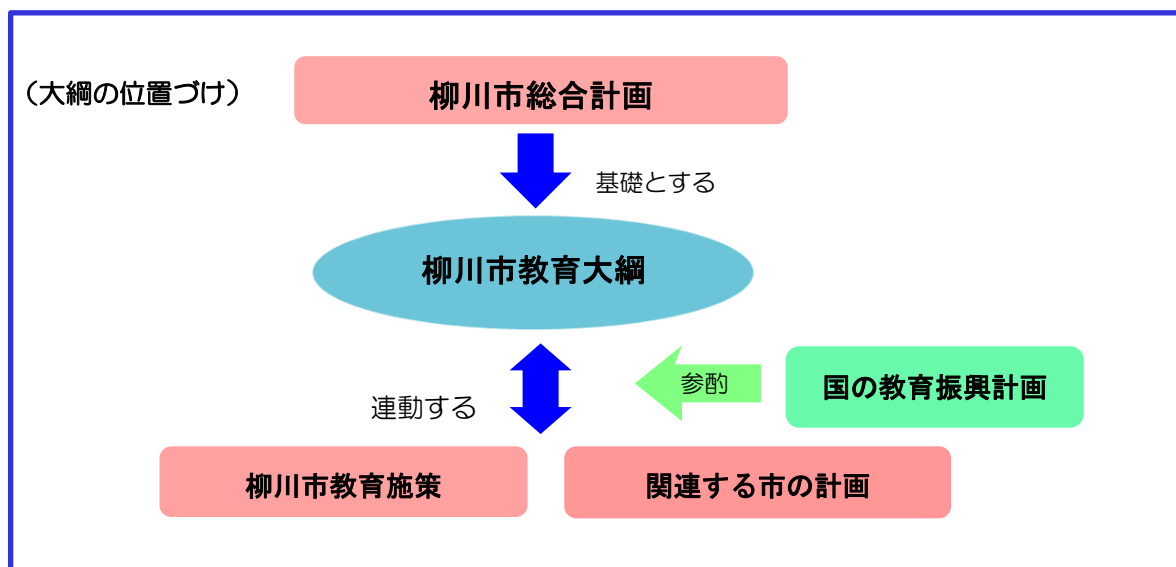 （大綱の位置づけ）
柳川市総合計画
基礎とする
柳川市教育大綱
参酌
国の教育振興計画
連動する
柳川市教育施策
関連する市の計画